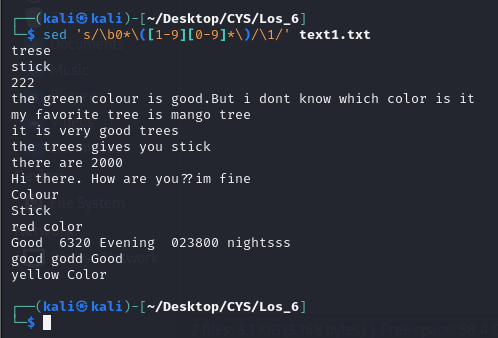 ┌──(kali㉿kali)-[~/Desktop/CYS/Los_6]
└─$ sed 's/\b0*\([1-9][0-9]*\)/\1/' text1.txt
trese
stick
222
the green colour is good.But i dont know which color is it
my favorite tree is mango tree
it is very good trees
the trees gives you stick
there are 2000
Hi there. How are you??im fine
Colour
Stick
red color
Good  6320 Evening  023800 nightsss
good godd Good
yellow Color
┌──(kali㉿kali)-[~/Desktop/CYS/Los_6]
└─$